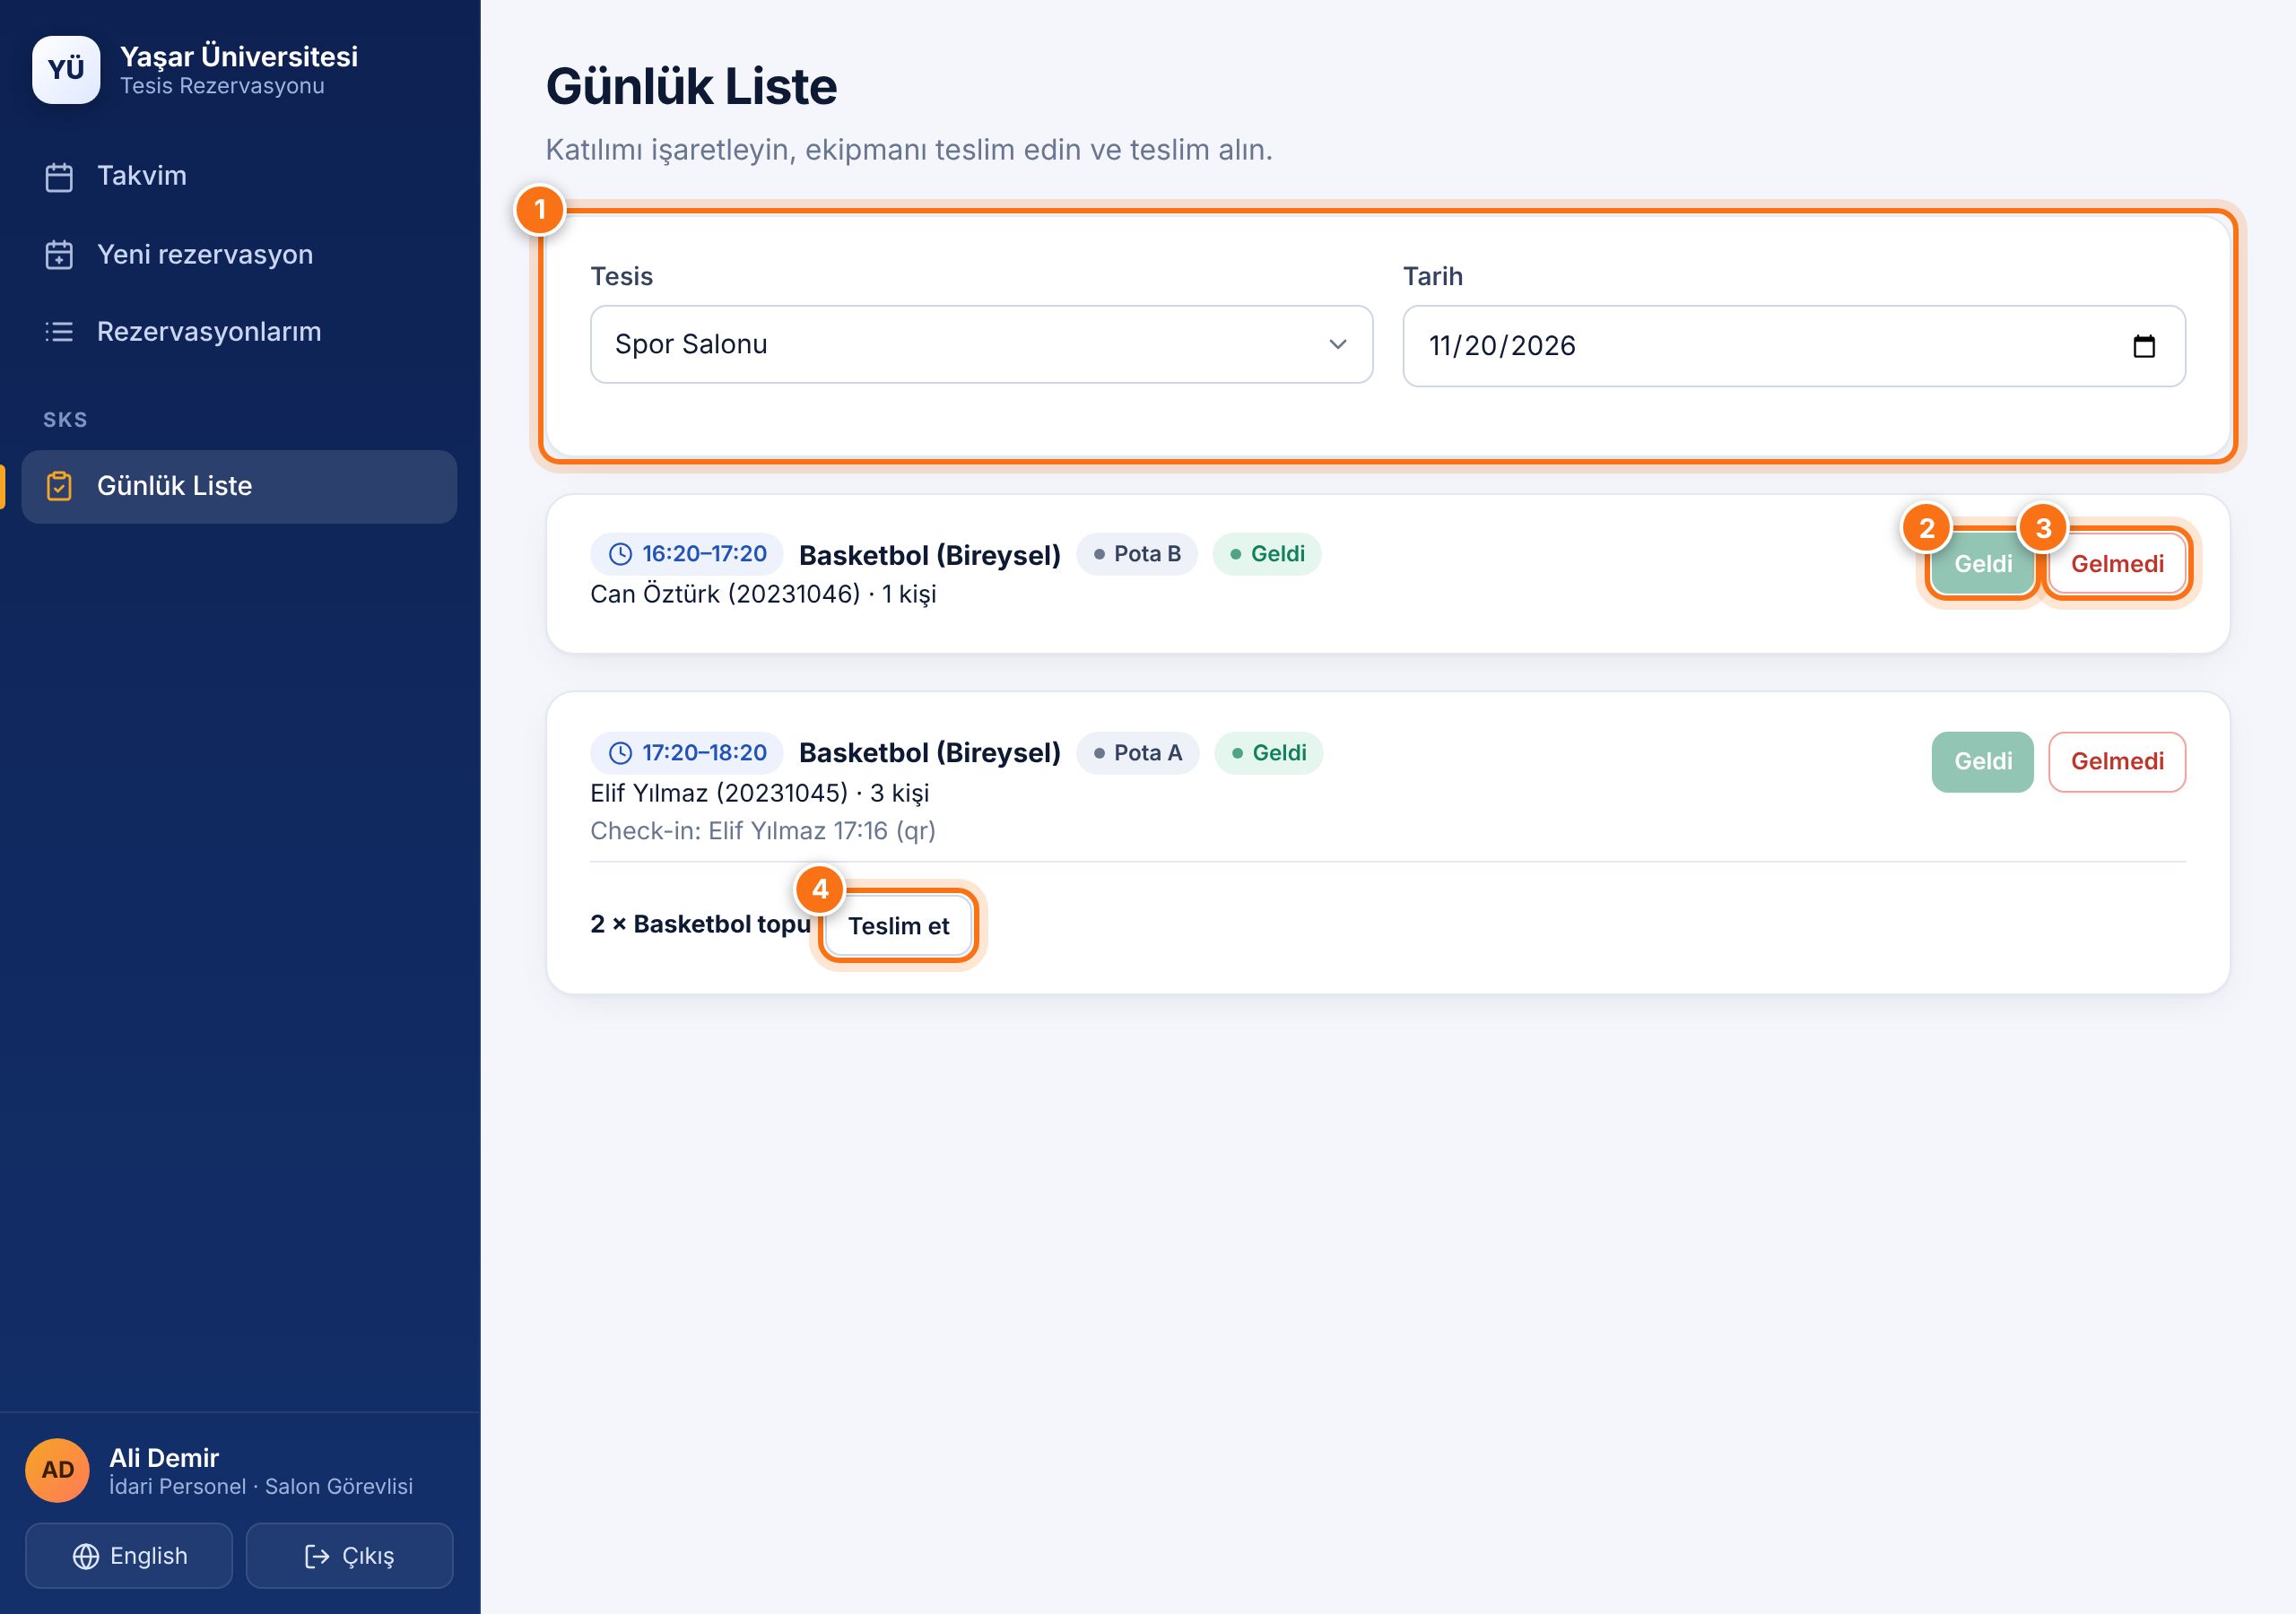 YÜ
Yaşar Üniversitesi
Tesis Rezervasyonu
Takvim
Yeni rezervasyon
Rezervasyonlarım
SKS
Günlük Liste
Ali Demir
AD
İdari Personel · Salon Görevlisi
English
Çıkış
Günlük Liste
Katılımı işaretleyin, ekipmanı teslim edin ve teslim alın.
1
Tesis
Spor Salonu
Tarih
11/20/2026
16:20–17:20 Basketbol (Bireysel) Pota B Geldi
Can Öztürk (20231046) · 1 kişi
2
Geldi
3
Gelmedi
17:20–18:20 Basketbol (Bireysel) Pota A Geldi
Elif Yılmaz (20231045) · 3 kişi
Check-in: Elif Yılmaz 17:16 (qr)
Geldi
Gelmedi
2 × Basketbol topu
4
Teslim et